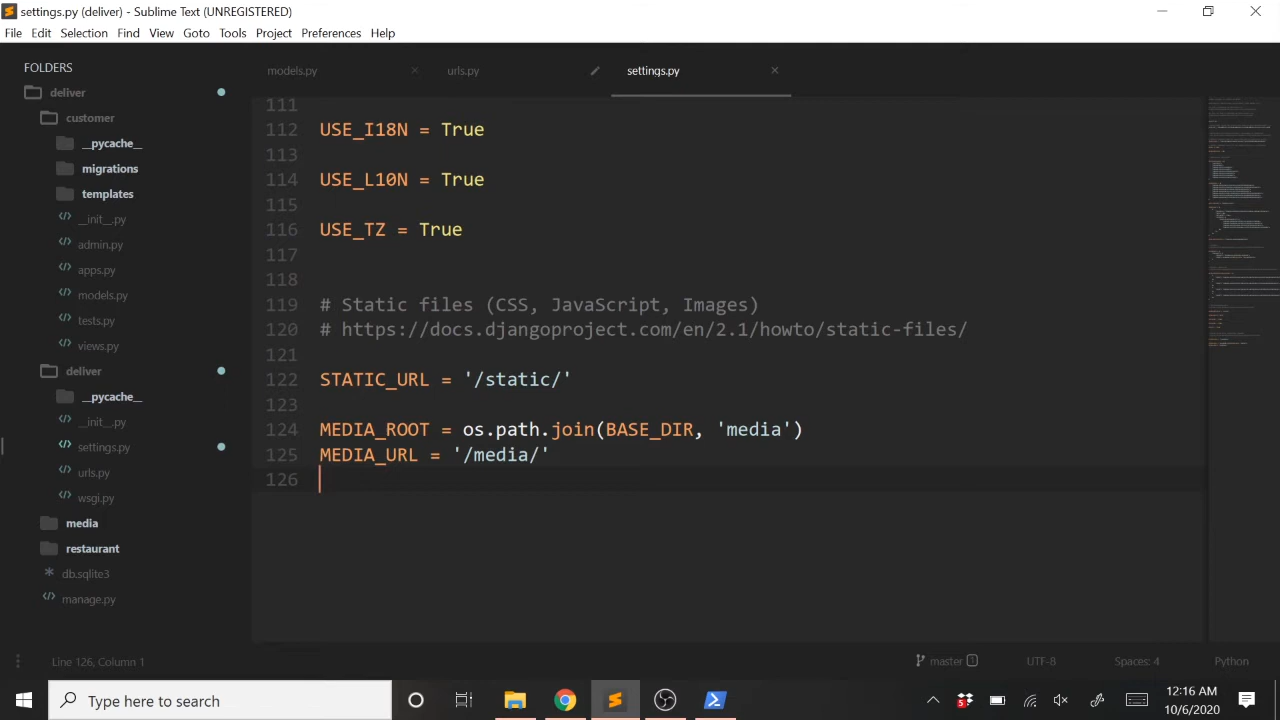 settings.py (deliver) - Sublime Text (UNREGISTERED)
File Edit Selection Find View Goto Tools Project Preferences Help
FOLDERS
deliver
customer
__pycache__
migrations
templates
__init__.py
admin.py
apps.py
models.py
tests.py
views.py
deliver
__pycache__
__init__.py
settings.py
urls.py
wsgi.py
media
restaurant
db.sqlite3
manage.py
models.py urls.py settings.py
111
112 USE_I18N = True
113
114 USE_L10N = True
115
116 USE_TZ = True
117
118
119 # Static files (CSS, JavaScript, Images)
120 # https://docs.djangoproject.com/en/2.1/howto/static-files/
121
122 STATIC_URL = '/static/'
123
124 MEDIA_ROOT = os.path.join(BASE_DIR, 'media')
125 MEDIA_URL = '/media/'
126
Line 126, Column 1 master 1 UTF-8 Spaces: 4 Python
Type here to search
12:16 AM
10/6/2020